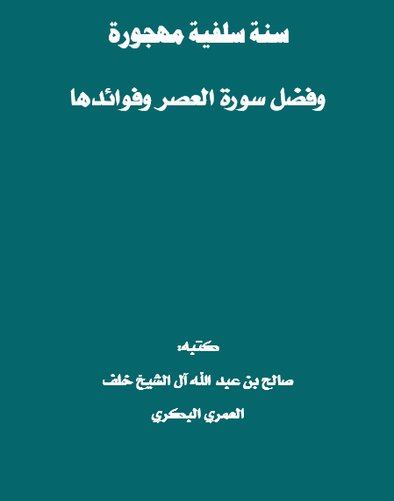 سنة سلفية مهجورة
وفضل سورة العصر وفوائدها
كتبه:
صالح بن عبد الله آل الشيخ خلف
العمري البكري